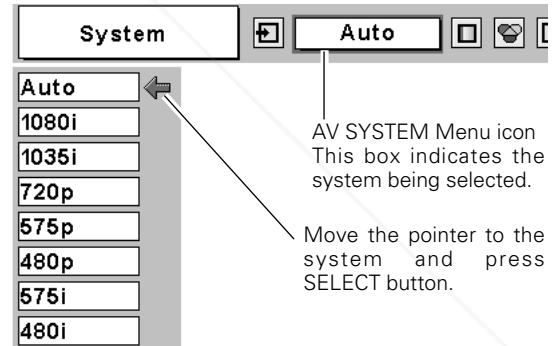 System
Auto
Auto
1080i
1035i
720p
575p
480p
575i
480i
AV SYSTEM Menu icon
This box indicates the
system being selected.
Move the pointer to the
system and press
SELECT button.